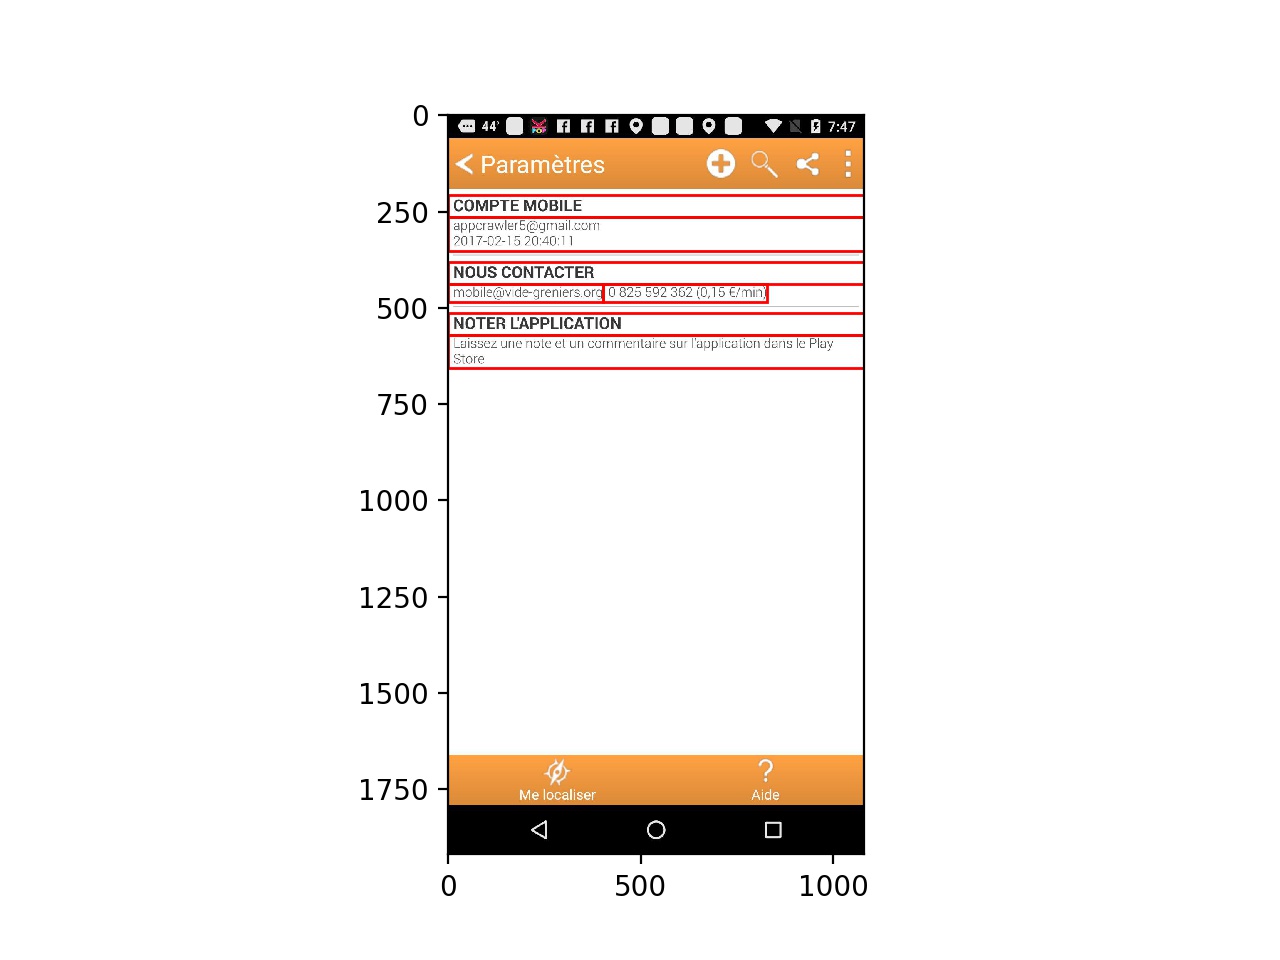 0
44°
7:47
Paramètres
250
COMPTE MOBILE
appcrawler5@gmail.com
2017-02-15 20:40:11
NOUS CONTACTER
500
mobile@vide-greniers.org 0 825 592 362 (0,15 €/min)
NOTER L'APPLICATION
Laissez une note et un commentaire sur l'application dans le Play
Store
750
1000
1250
1500
1750
Me localiser
Aide
0
500
1000